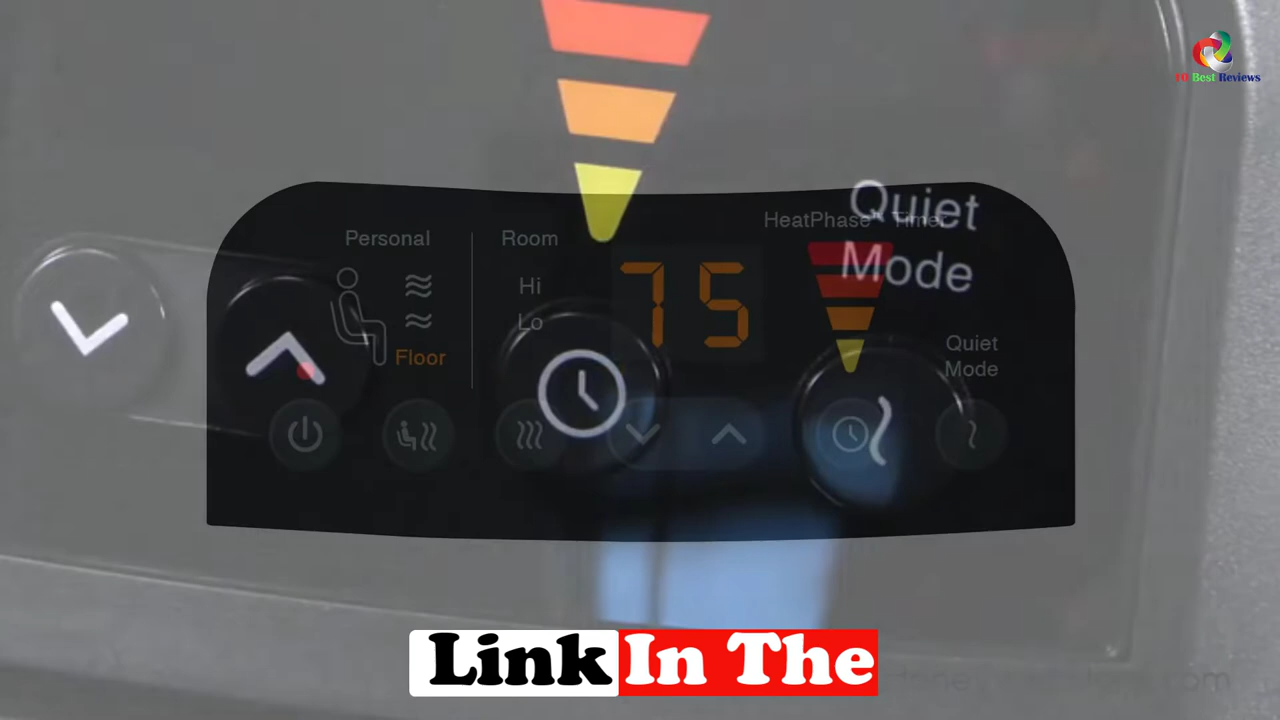 10 Best Reviews
Quiet
Mode
HeatPhase Timer
Personal
Room
Hi
Lo
75
Floor
Quiet
Mode
Link In The